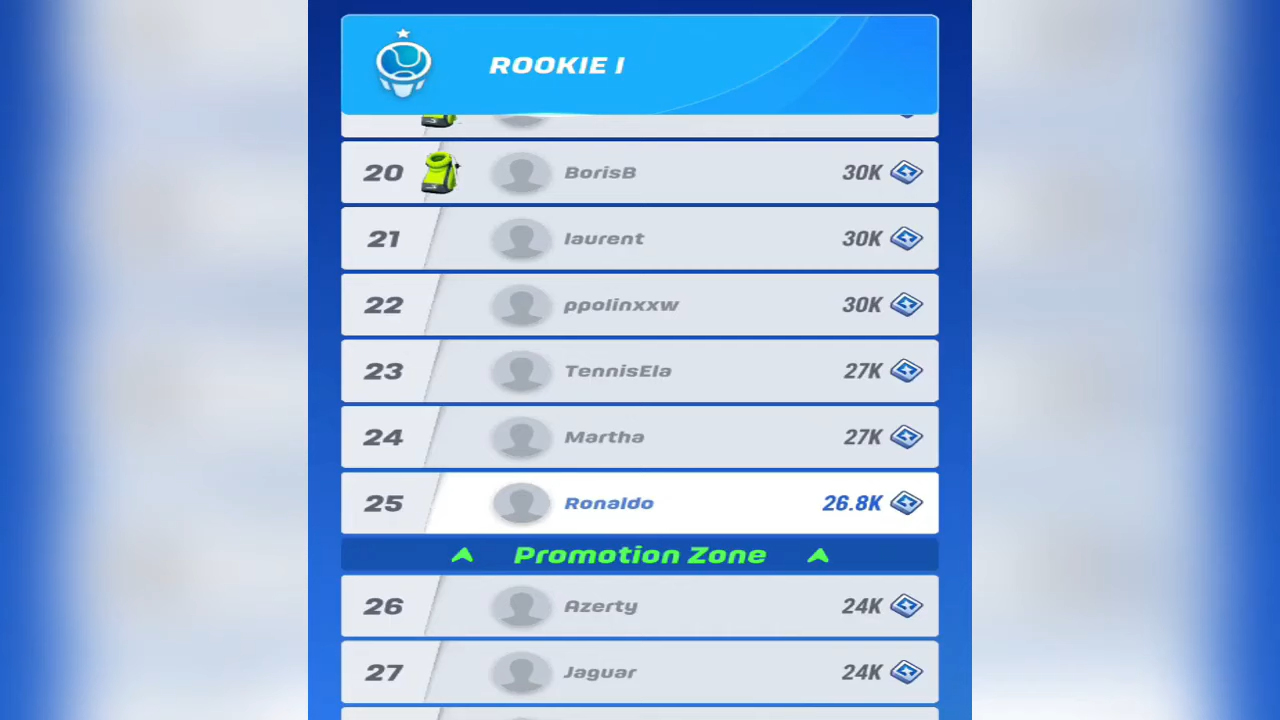 ROOKIE I
20 BorisB 30K
21 laurent 30K
22 ppolinxxw 30K
23 TennisEla 27K
24 Martha 27K
25 Ronaldo 26.8K
Promotion Zone
26 Azerty 24K
27 Jaguar 24K